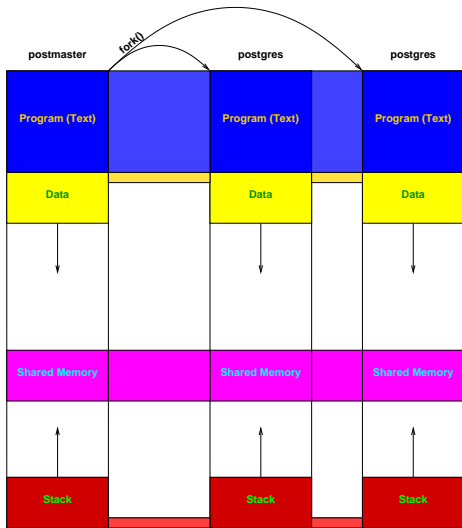 fork()
postmaster postgres postgres
Program (Text) Program (Text) Program (Text)
Data Data Data
Shared Memory Shared Memory Shared Memory
Stack Stack Stack